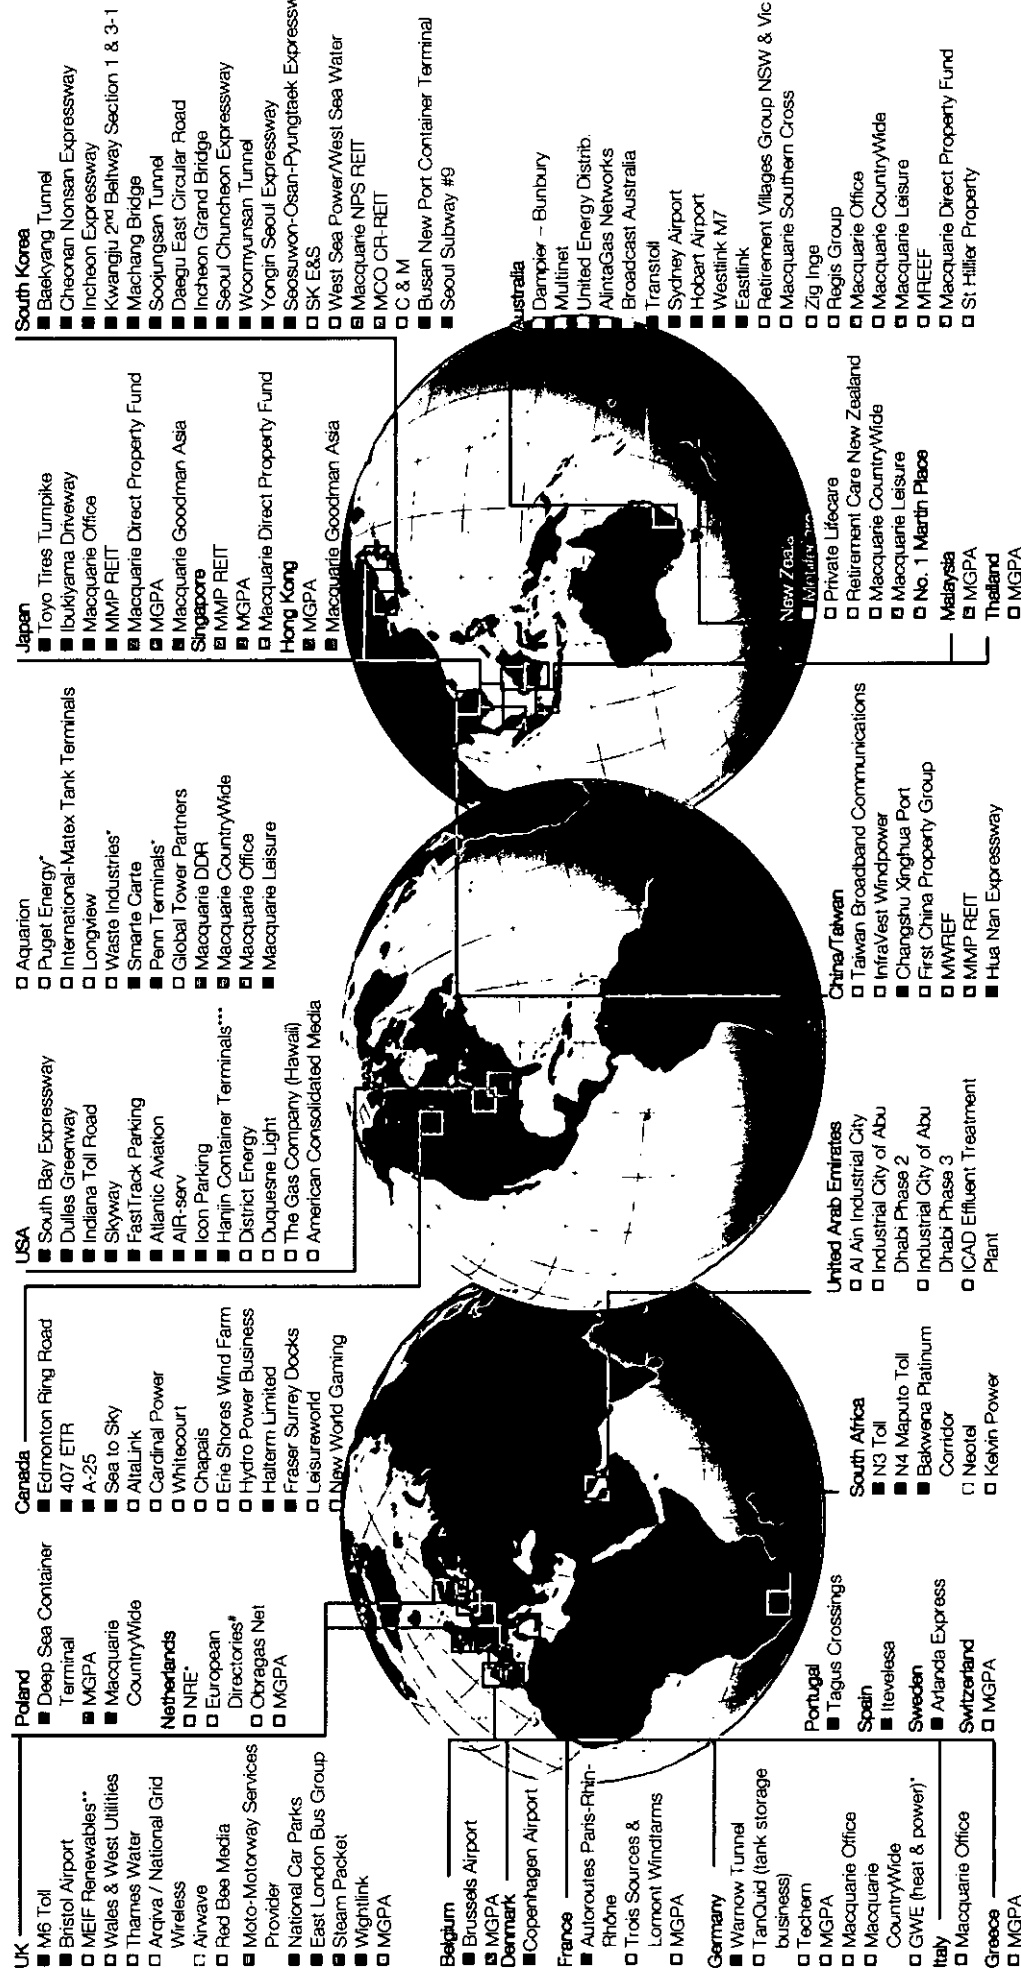 UK
M6 Toll
Bristol Airport
MEIF Renewables**
Wales & West Utilities
Thames Water
Arqiva / National Grid
Wireless
Airwave
Red Bee Media
Moto-Motorway Services
Provider
National Car Parks
East London Bus Group
Steam Packet
Wightlink
MGPA
Poland
Deep Sea Container
Terminal
MGPA
Macquarie
CountryWide
Netherlands
NRE*
European
Directories#
Obragas Net
MGPA
Canada
Edmonton Ring Road
407 ETR
A-25
Sea to Sky
AltaLink
Cardinal Power
Whitecourt
Chapais
Erie Shores Wind Farm
Hydro Power Business
Halterm Limited
Fraser Surrey Docks
Leisureworld
New World Gaming
USA
South Bay Expressway
Dulles Greenway
Indiana Toll Road
Skyway
FastTrack Parking
Atlantic Aviation
AIR-serv
Icon Parking
Hanjin Container Terminals***
District Energy
Duquesne Light
The Gas Company (Hawaii)
American Consolidated Media
Aquarion
Puget Energy*
International-Matex Tank Terminals
Longview
Waste Industries*
Smarte Carte
Penn Terminals*
Global Tower Partners
Macquarie DDR
Macquarie CountryWide
Macquarie Office
Macquarie Leisure
Japan
Toyo Tires Turnpike
Ibukiyama Driveway
Macquarie Office
MMP REIT
Macquarie Direct Property Fund
MGPA
Macquarie Goodman Asia
Singapore
MMP REIT
MGPA
Macquarie Direct Property Fund
Hong Kong
MGPA
Macquarie Goodman Asia
South Korea
Baekyang Tunnel
Cheonan Nonsan Expressway
Incheon Expressway
Kwangju 2nd Beltway Section 1 & 3-1
Machang Bridge
Soojungsan Tunnel
Daegu East Circular Road
Incheon Grand Bridge
Seoul Chuncheon Expressway
Woomyunsan Tunnel
Yongin Seoul Expressway
Seosuwon-Osan-Pyungtaek Expressw
SK E&S
West Sea Power/West Sea Water
Macquarie NPS REIT
MCO CR-REIT
C & M
Busan New Port Container Terminal
Seoul Subway #9
Belgium
Brussels Airport
MGPA
Denmark
Copenhagen Airport
France
Autoroutes Paris-Rhin-
Rhône
Trois Sources &
Lomont Windfarms
MGPA
Germany
Warnow Tunnel
TanQuid (tank storage
business)
Techem
MGPA
Macquarie Office
Macquarie
CountryWide
GWE (heat & power)*
Italy
Macquarie Office
Greece
MGPA
Portugal
Tagus Crossings
Spain
Itevelesa
Sweden
Arlanda Express
Switzerland
MGPA
South Africa
N3 Toll
N4 Maputo Toll
Bakwena Platinum
Corridor
Neotel
Kelvin Power
United Arab Emirates
Al Ain Industrial City
Industrial City of Abu
Dhabi Phase 2
Industrial City of Abu
Dhabi Phase 3
ICAD Effluent Treatment
Plant
China/Taiwan
Taiwan Broadband Communications
InfraVest Windpower
Changshu Xinghua Port
First China Property Group
MWREF
MMP REIT
Hua Nan Expressway
New Zeala
Private Lifecare
Retirement Care New Zealand
Macquarie CountryWide
Macquarie Leisure
No. 1 Martin Place
Malaysia
MGPA
Thailand
MGPA
Australia
Dampier – Bunbury
Multinet
United Energy Distrib.
AlintaGas Networks
Broadcast Australia
Transtoll
Sydney Airport
Hobart Airport
Westlink M7
Eastlink
Retirement Villages Group NSW & Vic
Macquarie Southern Cross
Zig Inge
Regis Group
Macquarie Office
Macquarie CountryWide
Macquarie Leisure
MREEF
Macquarie Direct Property Fund
St Hillier Property